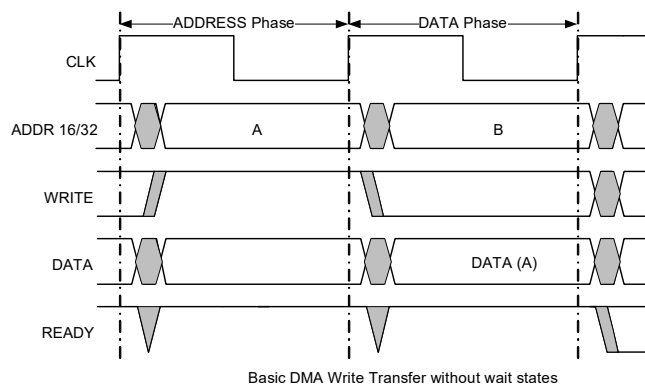 ADDRESS Phase DATA Phase
CLK
ADDR 16/32 A B
WRITE
DATA DATA (A)
READY
Basic DMA Write Transfer without wait states